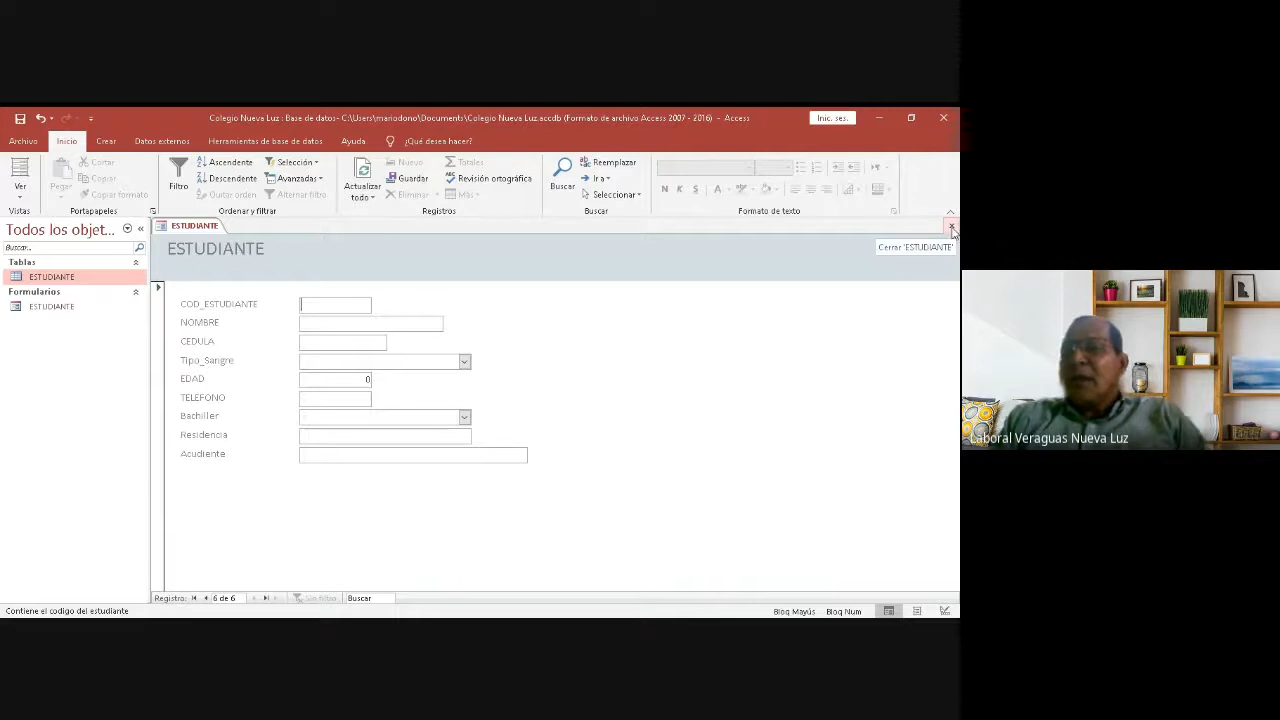 Colegio Nueva Luz : Base de datos- C:\Users\mariodono\Documents\Colegio Nueva Luz.accdb (Formato de archivo Access 2007 - 2016) - Access
Inic. ses.
Archivo Inicio Crear Datos externos Herramientas de base de datos Ayuda ¿Qué desea hacer?
Ver
Vistas
Pegar
Cortar
Copiar
Copiar formato
Portapapeles
Filtro
Ascendente
Descendente
Quitar orden
Selección
Avanzadas
Alternar filtro
Ordenar y filtrar
Actualizar todo
Nuevo
Guardar
Eliminar
Totales
Revisión ortográfica
Más
Registros
Buscar
Reemplazar
Ir a
Seleccionar
Buscar
N K S
A
Formato de texto
Todos los objet...
Buscar...
Tablas
ESTUDIANTE
Formularios
ESTUDIANTE
ESTUDIANTE
Cerrar 'ESTUDIANTE'
ESTUDIANTE
COD_ESTUDIANTE
NOMBRE
CEDULA
Tipo_Sangre
EDAD 0
TELEFONO
Bachiller
Residencia
Acudiente
Registro: 6 de 6 Sin filtro Buscar
Contiene el codigo del estudiante
Bloq Mayús Bloq Num
Laboral Veraguas Nueva Luz